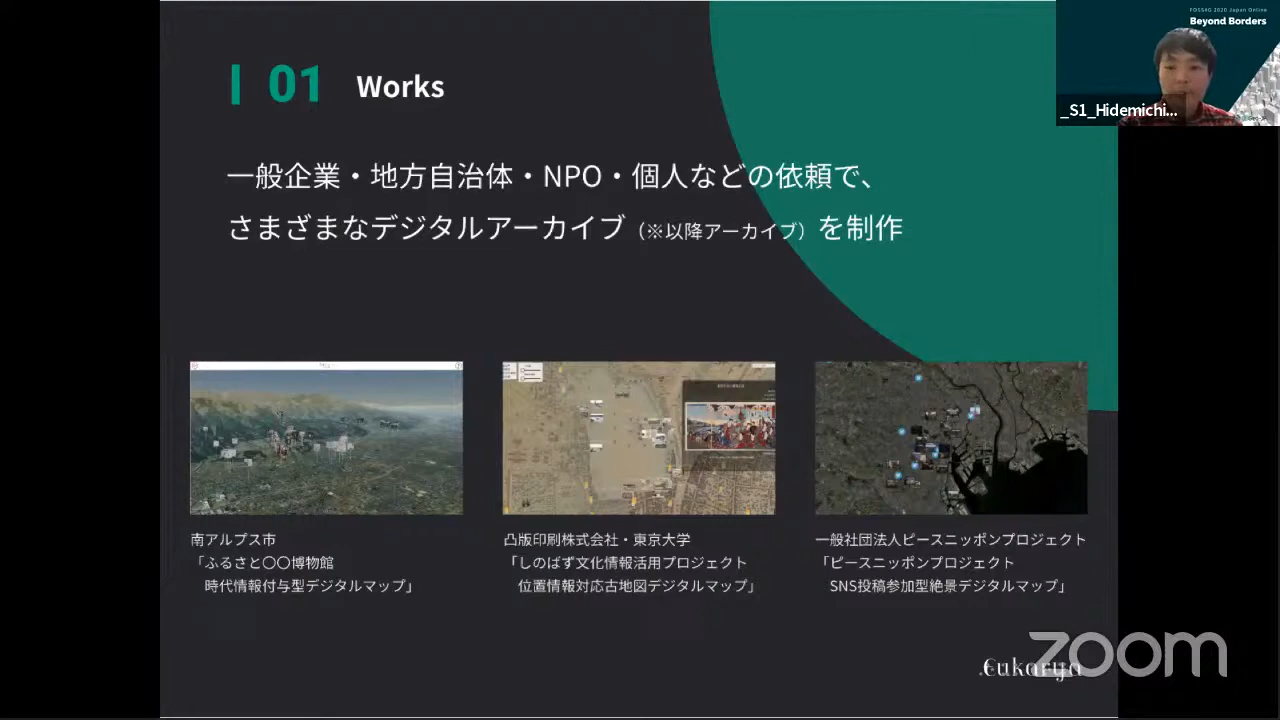 FOSS4G 2020 Japan Online
Beyond Borders
_S1_Hidemichi...
01 Works
一般企業・地方自治体・NPO・個人などの依頼で、
さまざまなデジタルアーカイブ（※以降アーカイブ）を制作
南アルプス市
「ふるさと〇〇博物館
時代情報付与型デジタルマップ」
凸版印刷株式会社・東京大学
「しのばず文化情報活用プロジェクト
位置情報対応古地図デジタルマップ」
一般社団法人ピースニッポンプロジェクト
「ピースニッポンプロジェクト
SNS投稿参加型絶景デジタルマップ」
Eukarya
zoom